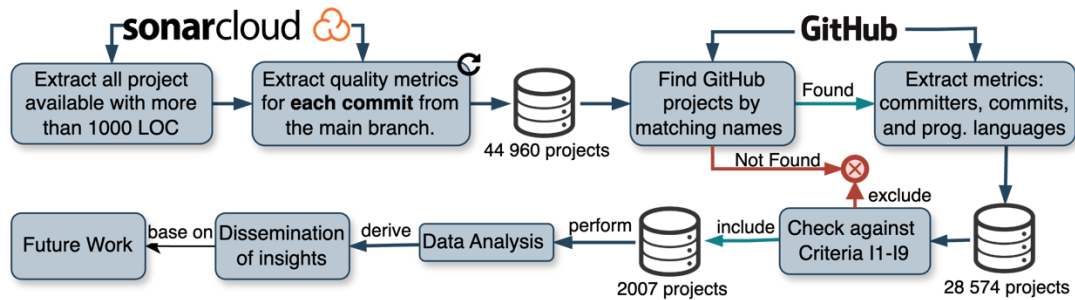 sonarcloud
GitHub
Extract all project
available with more
than 1000 LOC
Extract quality metrics
for each commit from
the main branch.
44 960 projects
Find GitHub
projects by
matching names
Found
Extract metrics:
committers, commits,
and prog. languages
Not Found
exclude
Future Work
base on
Dissemination
of insights
derive
Data Analysis
perform
2007 projects
include
Check against
Criteria I1-I9
28 574 projects